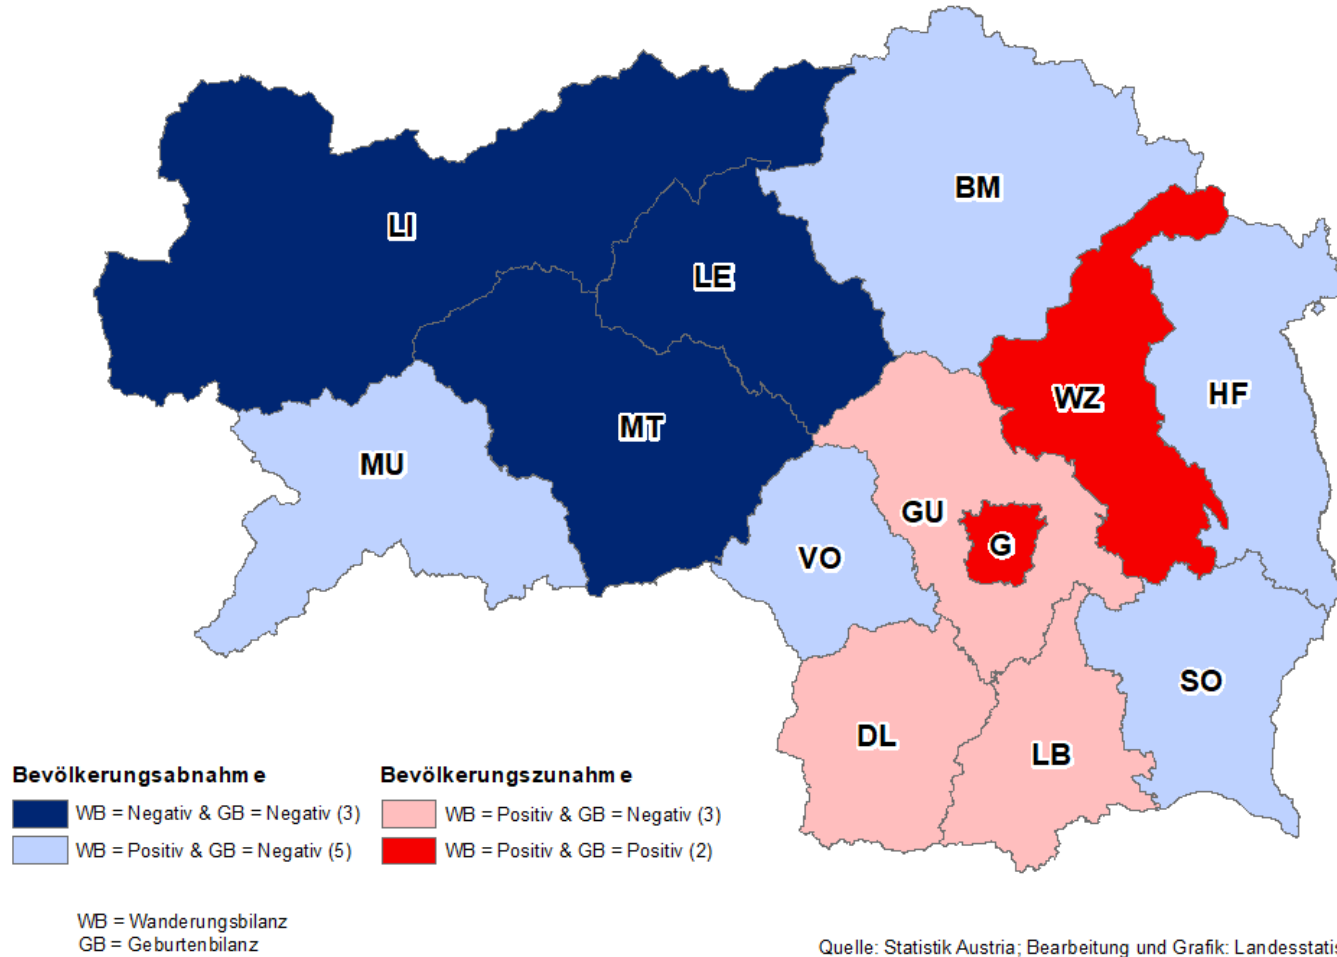 BM
LI
LE
WZ
HF
MT
MU
GU
G
VO
SO
DL
LB
Bevölkerungsabnahme
Bevölkerungszunahme
WB = Negativ & GB = Negativ (3)
WB = Positiv & GB = Negativ (3)
WB = Positiv & GB = Negativ (5)
WB = Positiv & GB = Positiv (2)
WB = Wanderungsbilanz
GB = Geburtenbilanz
Quelle: Statistik Austria; Bearbeitung und Grafik: Landesstatis